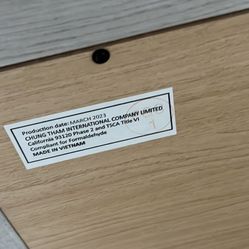 Production date: MARCH 2023
CHUNG THAM INTERNATIONAL COMPANY LIMITED
California 93120 Phase 2 and TSCA Title VI
Compliant for Formaldehyde
MADE IN VIETNAM